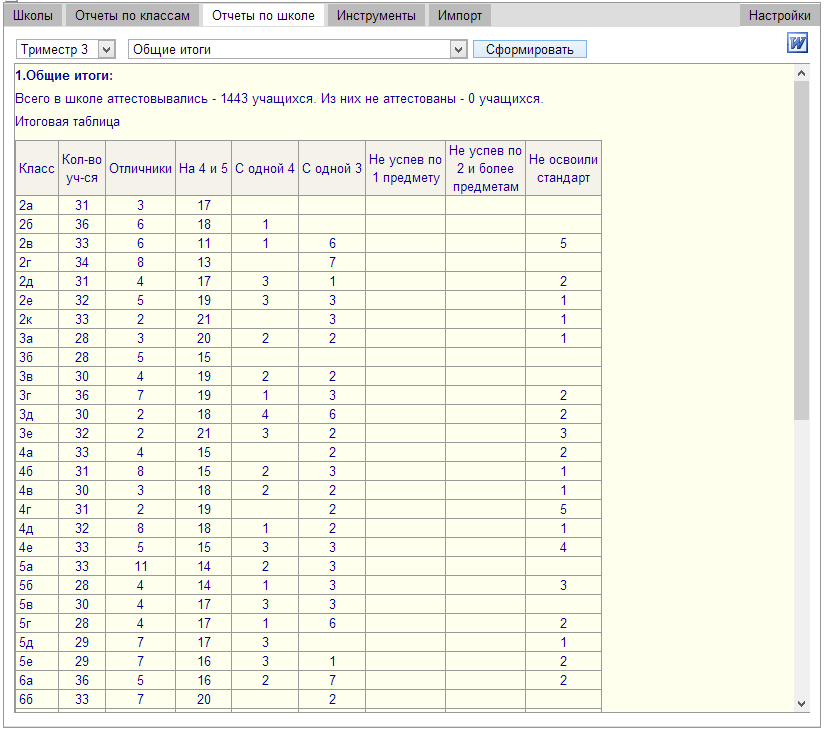 Школы Отчеты по классам Отчеты по школе Инструменты Импорт Настройки
Триместр 3 Общие итоги Сформировать W
1.Общие итоги:
Всего в школе аттестовывались - 1443 учащихся. Из них не аттестованы - 0 учащихся.
Итоговая таблица
Класс Кол-во уч-ся Отличники На 4 и 5 С одной 4 С одной 3 Не успев по 1 предмету Не успев по 2 и более предметам Не освоили стандарт
2а 31 3 17
2б 36 6 18 1
2в 33 6 11 1 6 5
2г 34 8 13 7
2д 31 4 17 3 1 2
2е 32 5 19 3 3 1
2к 33 2 21 3 1
3а 28 3 20 2 2 1
3б 28 5 15
3в 30 4 19 2 2
3г 36 7 19 1 3 2
3д 30 2 18 4 6 2
3е 32 2 21 3 2 3
4а 33 4 15 2 2
4б 31 8 15 2 3 1
4в 30 3 18 2 2 1
4г 31 2 19 2 5
4д 32 8 18 1 2 1
4е 33 5 15 3 3 4
5а 33 11 14 2 3
5б 28 4 14 1 3 3
5в 30 4 17 3 3
5г 28 4 17 1 6 2
5д 29 7 17 3 1
5е 29 7 16 3 1 2
6а 36 5 16 2 7 2
6б 33 7 20 2